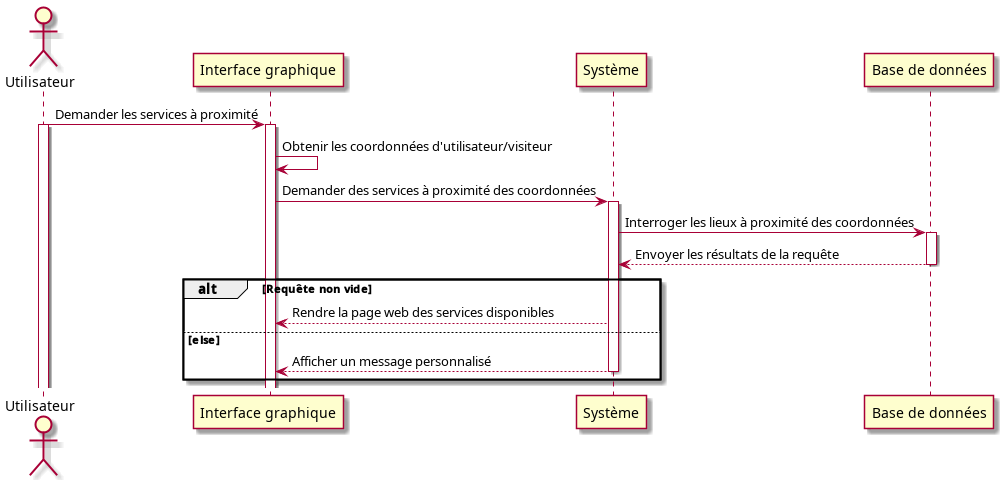 Utilisateur
Interface graphique
Système
Base de données
Demander les services à proximité
Obtenir les coordonnées d'utilisateur/visiteur
Demander des services à proximité des coordonnées
Interroger les lieux à proximité des coordonnées
Envoyer les résultats de la requête
alt
[Requête non vide]
Rendre la page web des services disponibles
[else]
Afficher un message personnalisé
Utilisateur
Interface graphique
Système
Base de données